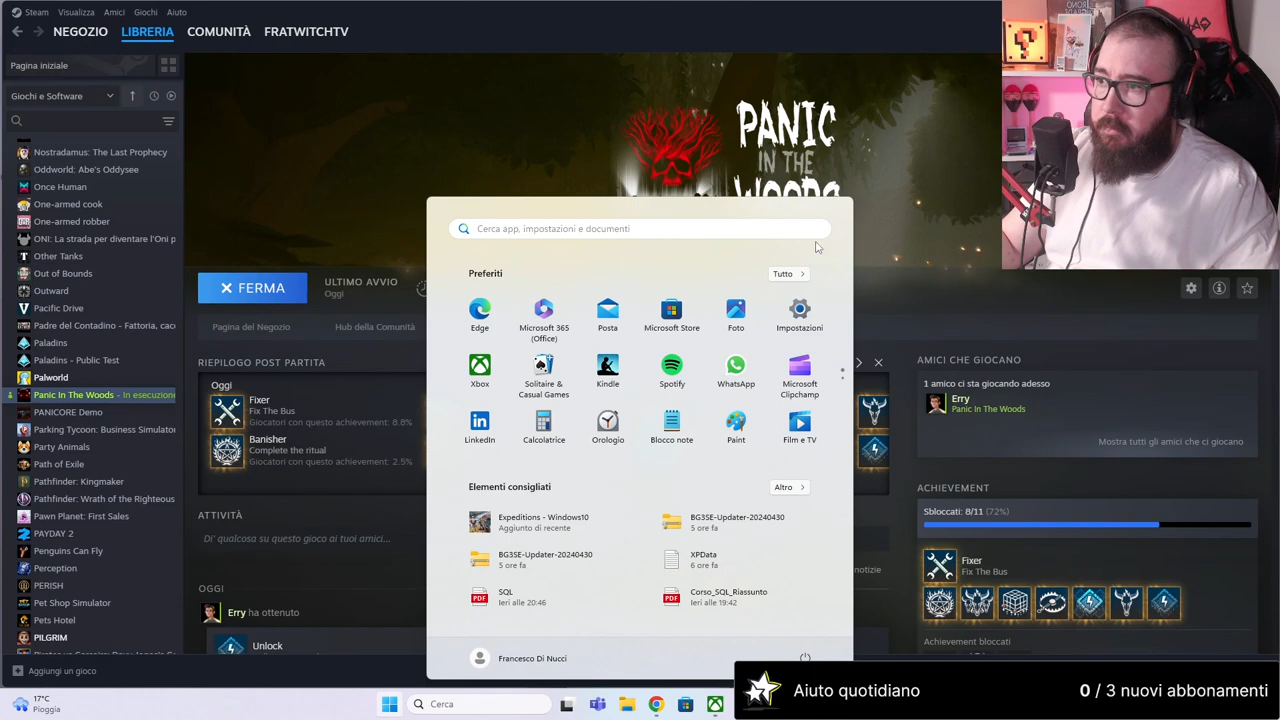 Steam Visualizza Amici Giochi Aiuto
NEGOZIO LIBRERIA COMUNITÀ FRATWITCHTV
Pagina iniziale
Giochi e Software
Nostradamus: The Last Prophecy
Oddworld: Abe's Oddysee
Once Human
One-armed cook
One-armed robber
ONI: La strada per diventare l'Oni p
Other Tanks
Out of Bounds
Outward
Pacific Drive
Padre del Contadino - Fattoria, cacc
Paladins
Paladins - Public Test
Palworld
Panic In The Woods - In esecuzione
PANICORE Demo
Parking Tycoon: Business Simulator
Party Animals
Path of Exile
Pathfinder: Kingmaker
Pathfinder: Wrath of the Righteous
Pawn Planet: First Sales
PAYDAY 2
Penguins Can Fly
Perception
PERISH
Pet Shop Simulator
Pets Hotel
PILGRIM
Aggiungi un gioco
PANIC
IN THE
WOODS
FERMA
ULTIMO AVVIO
Oggi
Pagina del Negozio Hub della Comunità
RIEPILOGO POST PARTITA
Oggi
Fixer
Fix The Bus
Giocatori con questo achievement: 8.8%
Banisher
Complete the ritual
Giocatori con questo achievement: 2.5%
ATTIVITÀ
Di' qualcosa su questo gioco ai tuoi amici...
notizie
OGGI
Erry ha ottenuto
Unlock
Cerca app, impostazioni e documenti
Preferiti Tutto
Edge
Microsoft 365
(Office)
Posta
Microsoft Store
Foto
Impostazioni
Xbox
Solitaire &
Casual Games
Kindle
Spotify
WhatsApp
Microsoft
Clipchamp
LinkedIn
Calcolatrice
Orologio
Blocco note
Paint
Film e TV
Elementi consigliati Altro
Expeditions - Windows10
Aggiunto di recente
BG3SE-Updater-20240430
5 ore fa
BG3SE-Updater-20240430
5 ore fa
XPData
6 ore fa
PDF
SQL
Ieri alle 20:46
PDF
Corso_SQL_Riassunto
Ieri alle 19:42
Francesco Di Nucci
AMICI CHE GIOCANO
1 amico ci sta giocando adesso
Erry
Panic In The Woods
Mostra tutti gli amici che ci giocano
ACHIEVEMENT
Sbloccati: 8/11 (72%)
Fixer
Fix The Bus
Achievement bloccati
Aiuto quotidiano 0 / 3 nuovi abbonamenti
17°C
Pioggia
Cerca